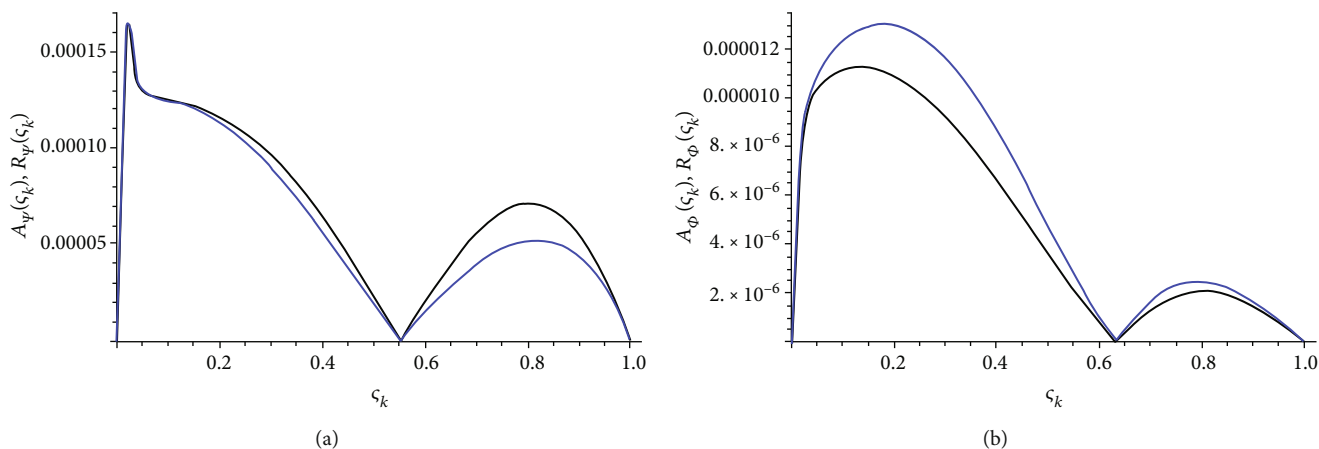 0.00015
0.00010
0.00005
A_Ψ(ς_k), R_Ψ(ς_k)
0.2 0.4 0.6 0.8 1.0
ς_k
(a)
0.000012
0.000010
8. × 10⁻⁶
6. × 10⁻⁶
4. × 10⁻⁶
2. × 10⁻⁶
A_Φ(ς_k), R_Φ(ς_k)
0.2 0.4 0.6 0.8 1.0
ς_k
(b)